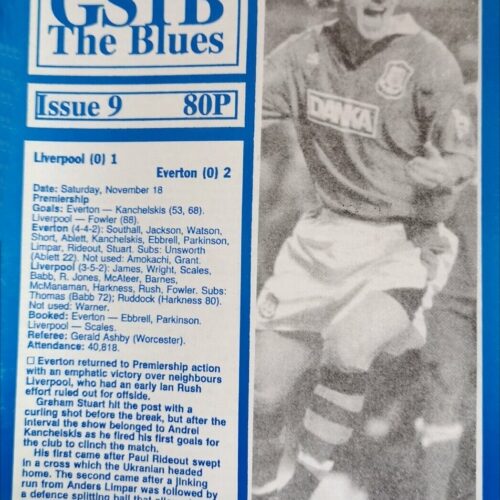 GSTB
The Blues
Issue 9 80P
Liverpool (0) 1
Everton (0) 2
Date: Saturday, November 18
Premiership
Goals: Everton — Kanchelskis (53, 68).
Liverpool — Fowler (88).
Everton (4-4-2): Southall, Jackson, Watson,
Short, Ablett, Kanchelskis, Ebbrell, Parkinson,
Limpar, Rideout, Stuart. Subs: Unsworth
(Ablett 22). Not used: Amokachi, Grant.
Liverpool (3-5-2): James, Wright, Scales,
Babb, R. Jones, McAteer, Barnes,
McManaman, Harkness, Rush, Fowler. Subs:
Thomas (Babb 72); Ruddock (Harkness 80).
Not used: Warner.
Booked: Everton — Ebbrell, Parkinson.
Liverpool — Scales.
Referee: Gerald Ashby (Worcester).
Attendance: 40,818.
□ Everton returned to Premiership action
with an emphatic victory over neighbours
Liverpool, who had an early Ian Rush
effort ruled out for offside.
Graham Stuart hit the post with a
curling shot before the break, but after the
interval the show belonged to Andrei
Kanchelskis as he fired his first goals for
the club to clinch the match.
His first came after Paul Rideout swept
in a cross which the Ukranian headed
home. The second came after a jinking
run from Anders Limpar was followed by
a defence splitting ball that
DANKA